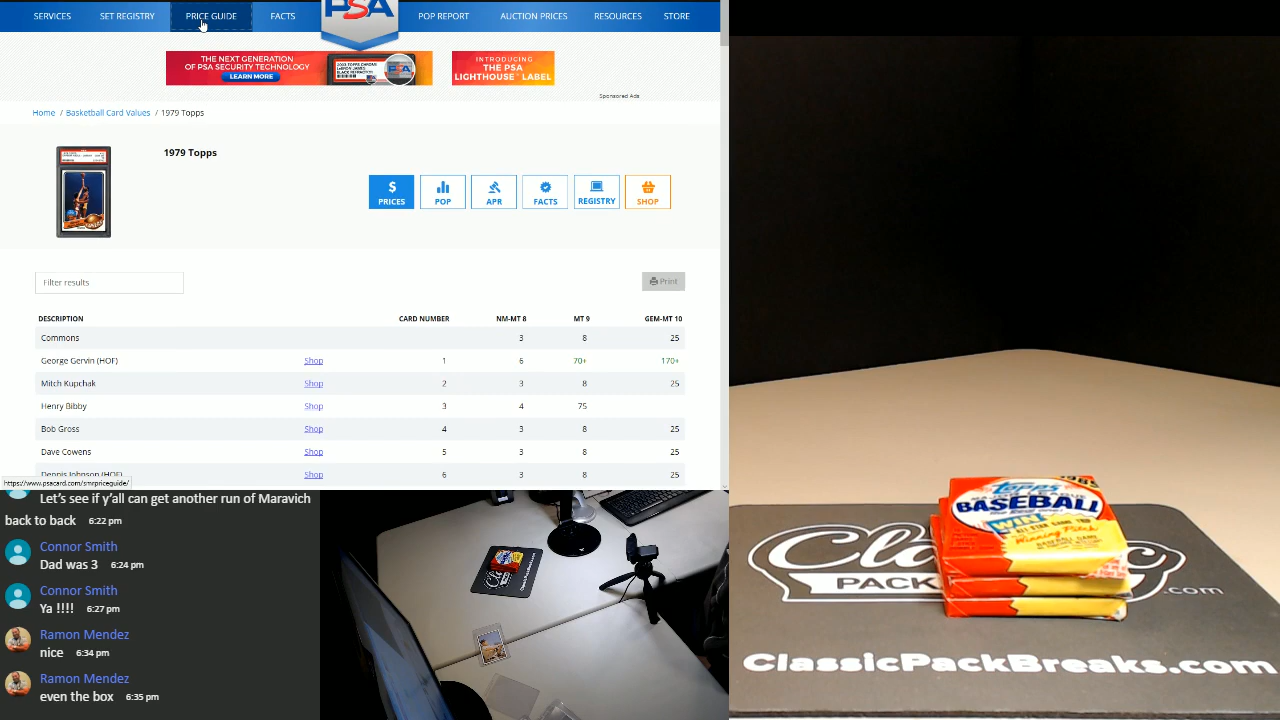 SERVICES SET REGISTRY PRICE GUIDE FACTS PSA POP REPORT AUCTION PRICES RESOURCES STORE
THE NEXT GENERATION
OF PSA SECURITY TECHNOLOGY
LEARN MORE
INTRODUCING
THE PSA
LIGHTHOUSE LABEL
Sponsored Ads
Home / Basketball Card Values / 1979 Topps
1979 Topps
$ PRICES POP APR FACTS REGISTRY SHOP
Filter results
Print
DESCRIPTION CARD NUMBER NM-MT 8 MT 9 GEM-MT 10
Commons 3 8 25
George Gervin (HOF) Shop 1 6 70+ 170+
Mitch Kupchak Shop 2 3 8 25
Henry Bibby Shop 3 4 75
Bob Gross Shop 4 3 8 25
Dave Cowens Shop 5 3 8 25
Dennis Johnson (HOF) Shop 6 3 8 25
https://www.psacard.com/smrpriceguide/
Let's see if y'all can get another run of Maravich
back to back 6:22 pm
Connor Smith
Dad was 3 6:24 pm
Connor Smith
Ya !!!! 6:27 pm
Ramon Mendez
nice 6:34 pm
Ramon Mendez
even the box 6:35 pm
topps
MAJOR LEAGUE
BASEBALL
WIN
PACK
.com
ClassicPackBreaks.com